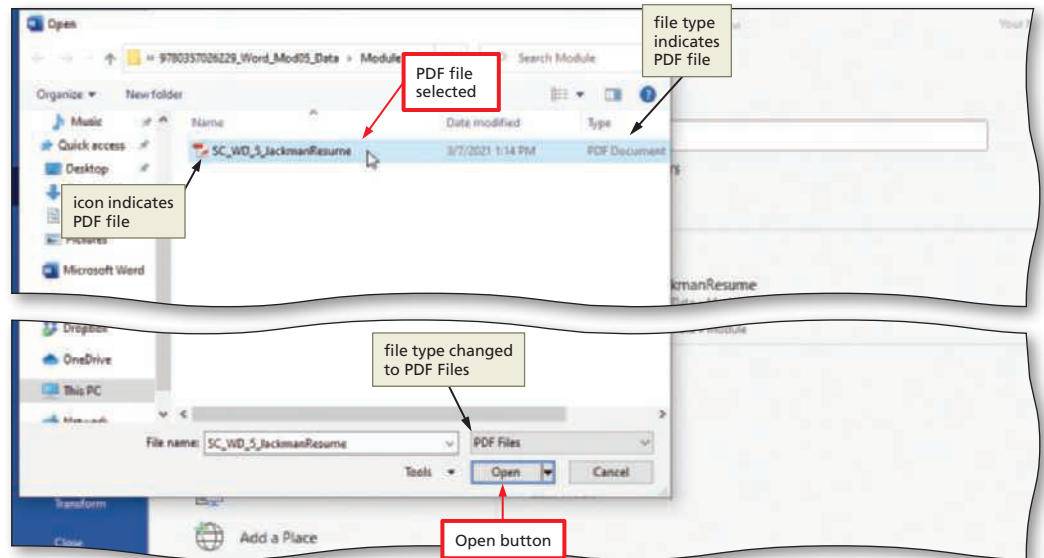 Open
file type
indicates
PDF file
Your
« 9780357026229_Word_Mod05_Data › Module
Search Module
PDF file
selected
Organize
New folder
Music
Name
Date modified
Type
Quick access
SC_WD_5_JackmanResume
3/7/2021 1:14 PM
PDF Document
Desktop
icon indicates
PDF file
Pictures
Microsoft Word
kmanResume
Dropbox
file type changed
to PDF Files
OneDrive
This PC
Network
File name:
SC_WD_5_JackmanResume
PDF Files
Tools
Open
Cancel
Transform
Add a Place
Open button
Close